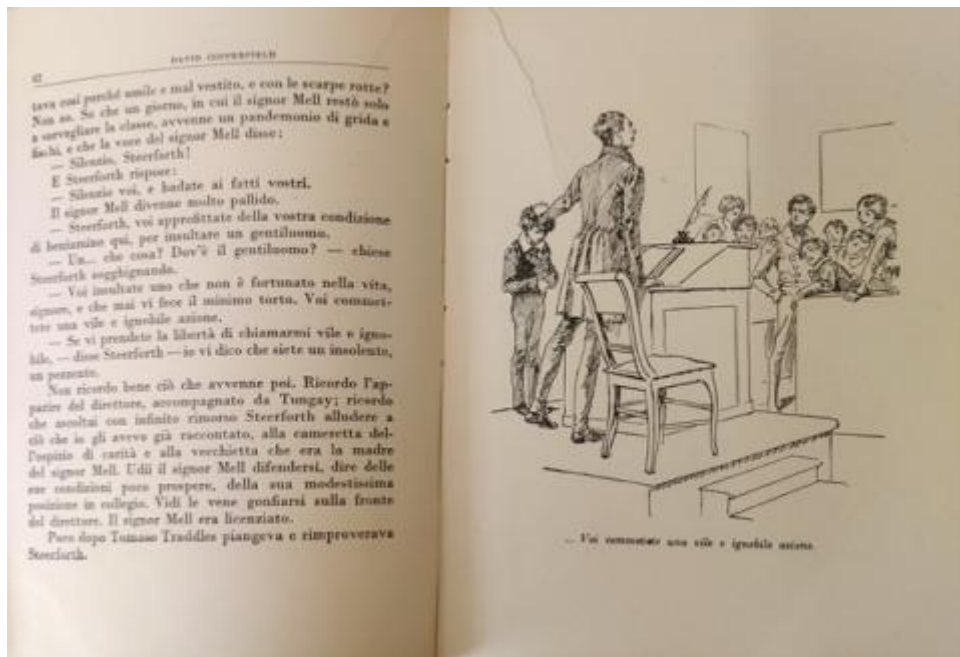 DAVID COPPERFIELD
tava così perché umile e mal vestito, e con le scarpe rotte?
Non so. So che un giorno, in cui il signor Mell restò solo
a sorvegliare la classe, avvenne un pandemonio di grida e
fischi, e che la voce del signor Mell disse:
— Silenzio, Steerforth!
E Steerforth rispose:
— Silenzio voi, e badate ai fatti vostri.
Il signor Mell divenne molto pallido.
— Steerforth, voi approfittate della vostra condizione
di beniamino qui, per insultare un gentiluomo.
— Un... che cosa? Dov'è il gentiluomo? — chiese
Steerforth sogghignando.
— Voi insultate uno che non è fortunato nella vita,
signore, e che mai vi fece il minimo torto. Voi commet-
tete una vile e ignobile azione.
— Se vi prendete la libertà di chiamarmi vile e igno-
bile, — disse Steerforth — io vi dico che siete un insolente,
un pezzente.
Non ricordo bene ciò che avvenne poi. Ricordo l'ap-
parire del direttore, accompagnato da Tungay; ricordo
che ascoltai con infinito rimorso Steerforth alludere a
ciò che io gli avevo già raccontato, alla cameretta del-
l'ospizio di carità e alla vecchietta che era la madre
del signor Mell. Udii il signor Mell difendersi, dire delle
sue condizioni poco prospere, della sua modestissima
posizione in collegio. Vidi le vene gonfiarsi sulla fronte
del direttore. Il signor Mell era licenziato.
Poco dopo Tomaso Traddles piangeva e rimproverava
Steerforth.
... Voi commettete una vile e ignobile azione.